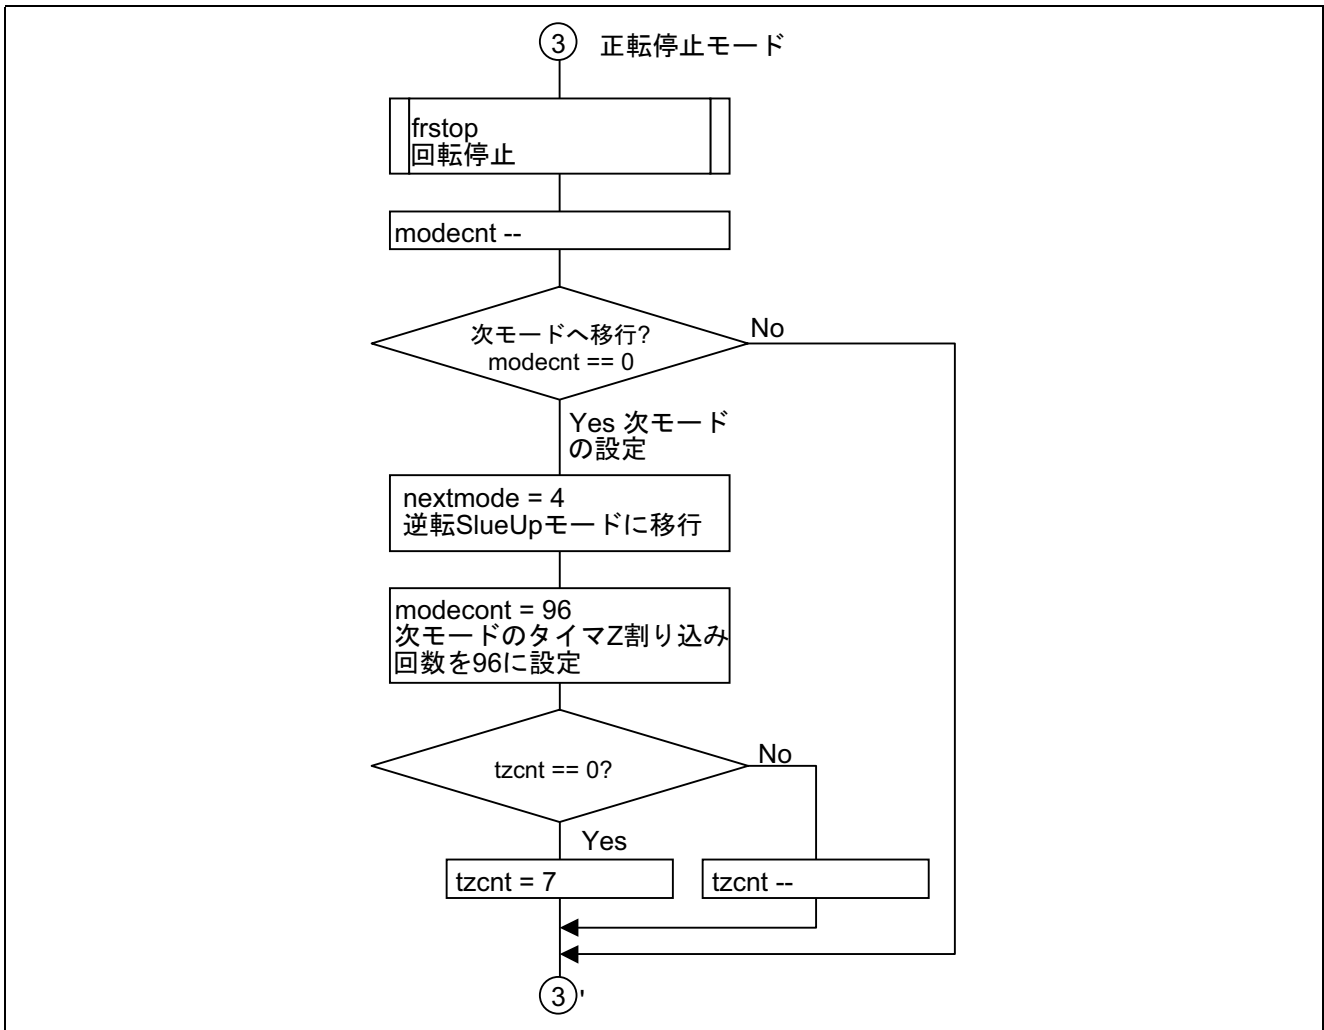 3 正転停止モード
frstop
回転停止
modecnt --
次モードへ移行?
modecnt == 0
No
Yes 次モード
の設定
nextmode = 4
逆転SlueUpモードに移行
modecont = 96
次モードのタイマZ割り込み
回数を96に設定
tzcnt == 0?
No
Yes
tzcnt = 7
tzcnt --
3'